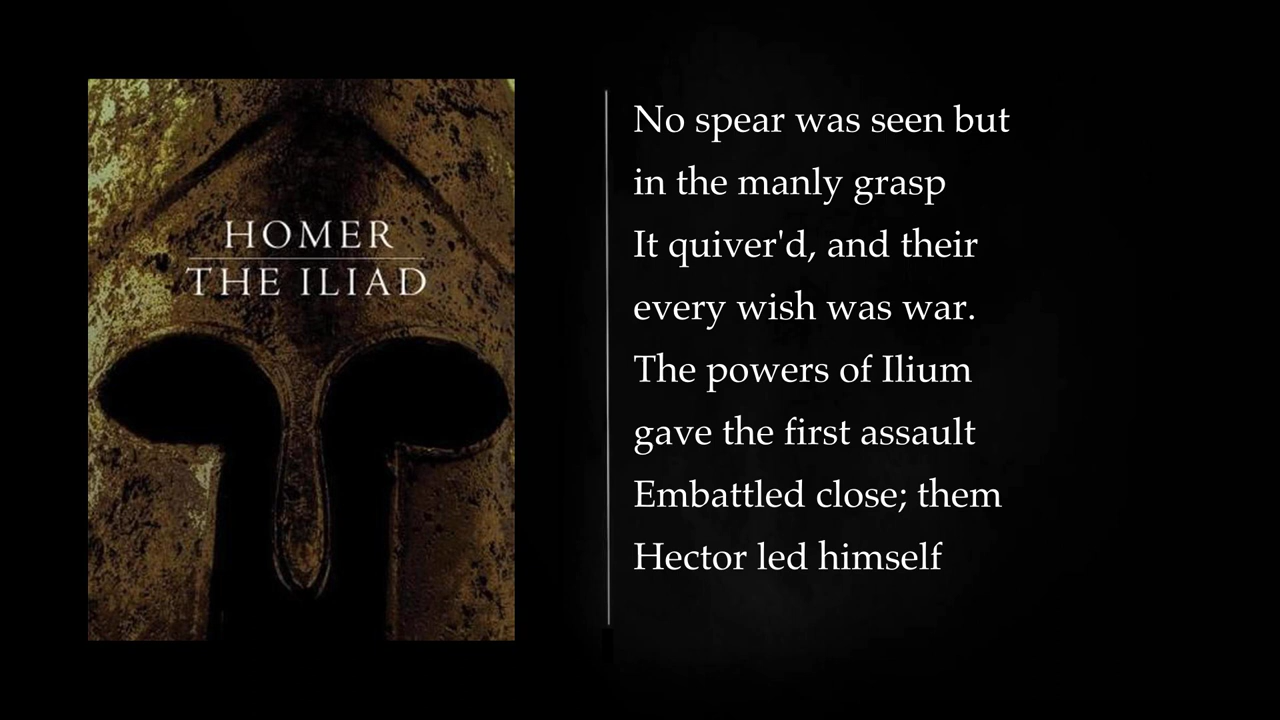 HOMER
THE ILIAD
No spear was seen but
in the manly grasp
It quiver'd, and their
every wish was war.
The powers of Ilium
gave the first assault
Embattled close; them
Hector led himself